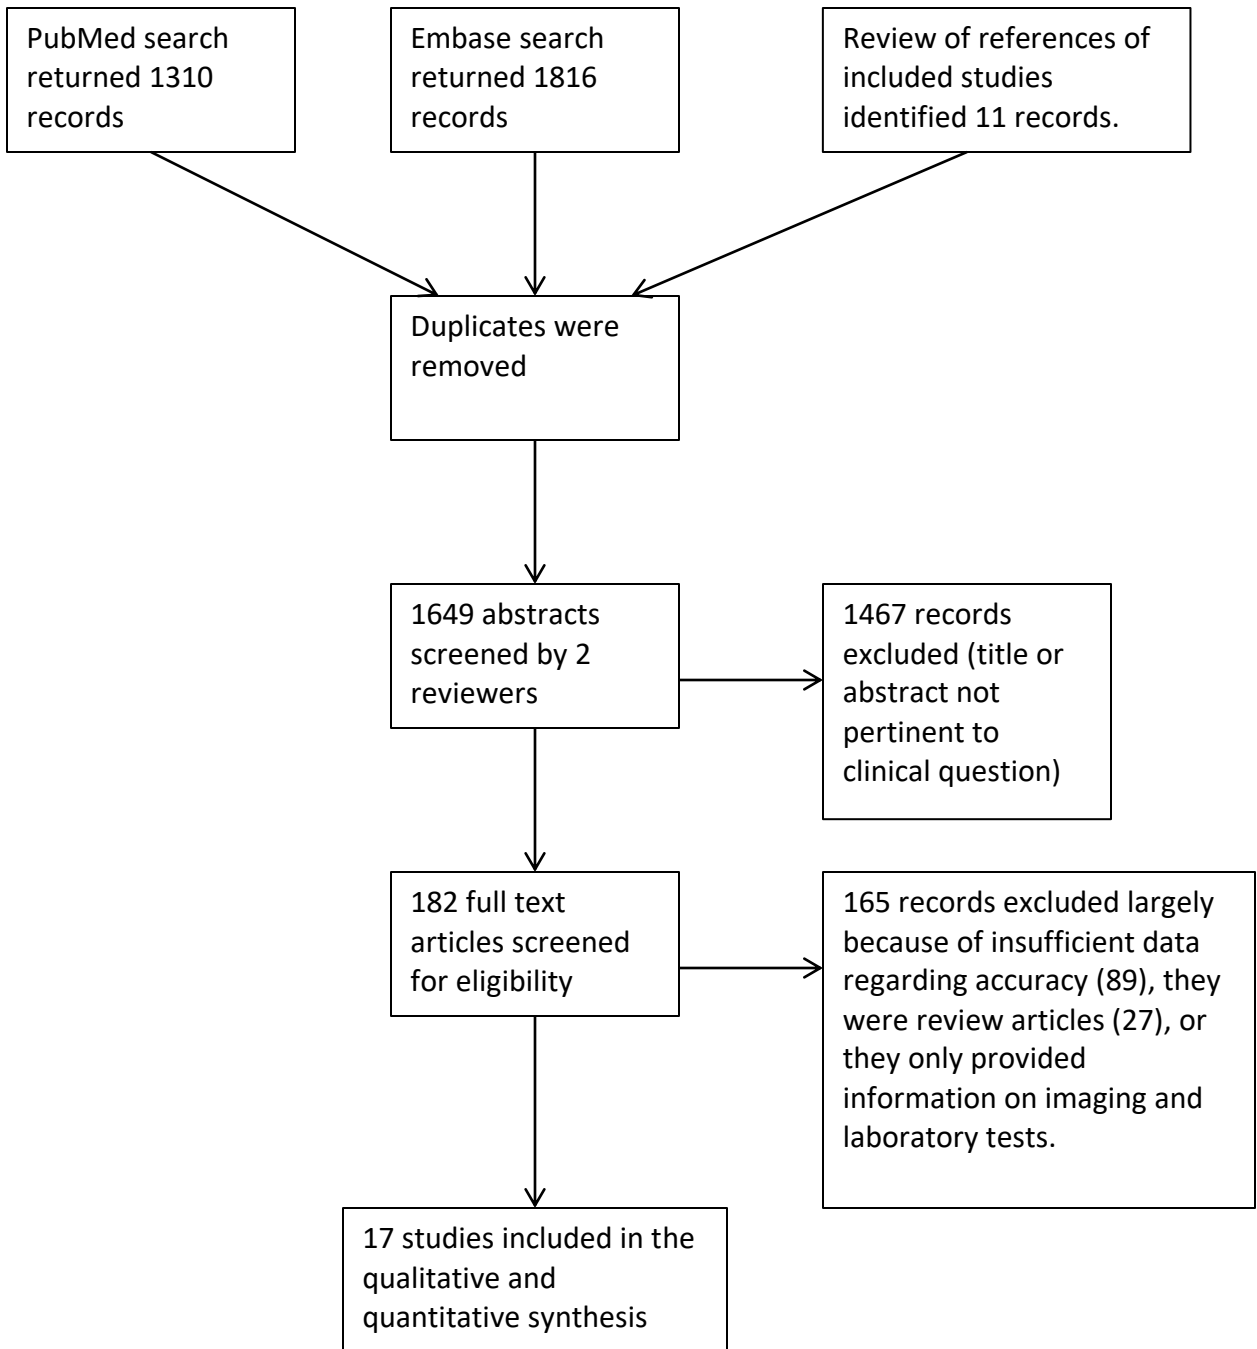 PubMed search
returned 1310
records
Embase search
returned 1816
records
Review of references of
included studies
identified 11 records.
Duplicates were
removed
1649 abstracts
screened by 2
reviewers
1467 records
excluded (title or
abstract not
pertinent to
clinical question)
182 full text
articles screened
for eligibility
165 records excluded largely
because of insufficient data
regarding accuracy (89), they
were review articles (27), or
they only provided
information on imaging and
laboratory tests.
17 studies included in the
qualitative and
quantitative synthesis